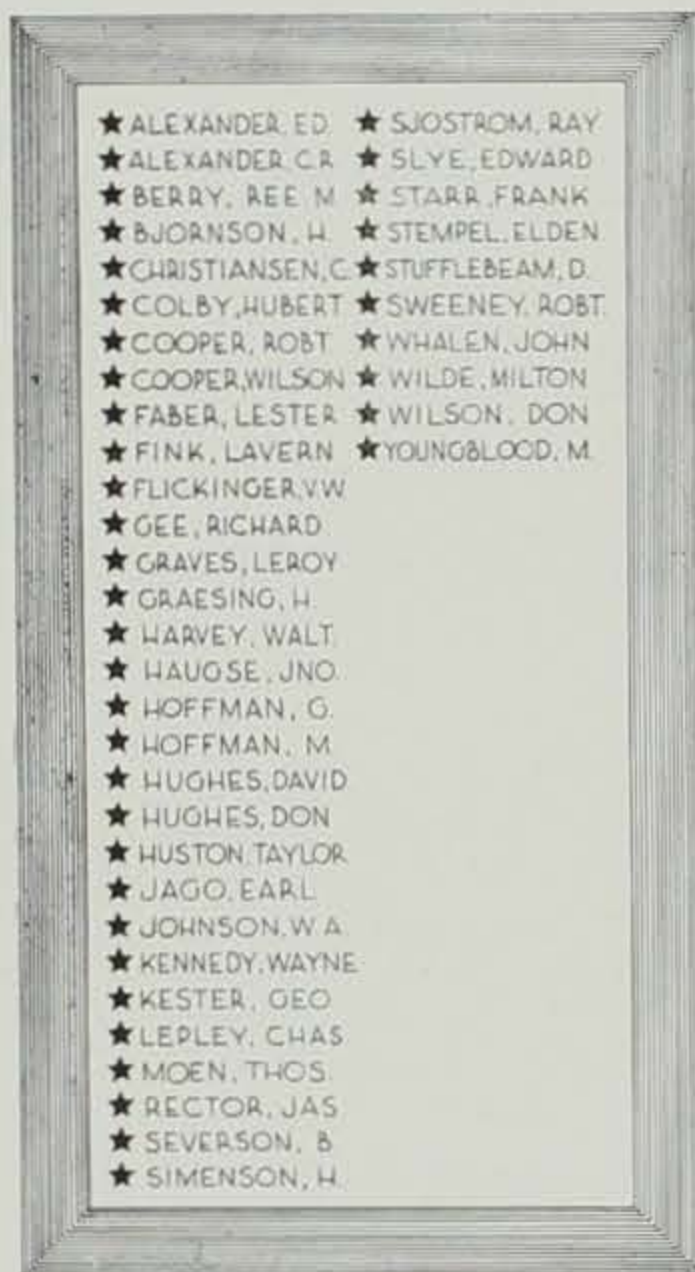 ★ ALEXANDER, ED.
★ ALEXANDER, C.R.
★ BERRY, REE M.
★ BJORNSON, H.
★ CHRISTIANSEN, C.
★ COLBY, HUBERT
★ COOPER, ROBT
★ COOPER, WILSON
★ FABER, LESTER
★ FINK, LAVERN
★ FLICKINGER, V.W.
★ GEE, RICHARD
★ GRAVES, LEROY
★ GRAESING, H.
★ HARVEY, WALT.
★ HAUGSE, JNO.
★ HOFFMAN, G.
★ HOFFMAN, M.
★ HUGHES, DAVID
★ HUGHES, DON
★ HUSTON, TAYLOR
★ JAGO, EARL
★ JOHNSON, W.A.
★ KENNEDY, WAYNE
★ KESTER, GEO
★ LEPLEY, CHAS
★ MOEN, THOS.
★ RECTOR, JAS
★ SEVERSON, B
★ SIMENSON, H.
★ SJOSTROM, RAY
★ SLYE, EDWARD
★ STARR, FRANK
★ STEMPEL, ELDEN
★ STUFFLEBEAM, D.
★ SWEENEY, ROBT.
★ WHALEN, JOHN
★ WILDE, MILTON
★ WILSON, DON
★ YOUNGBLOOD, M.